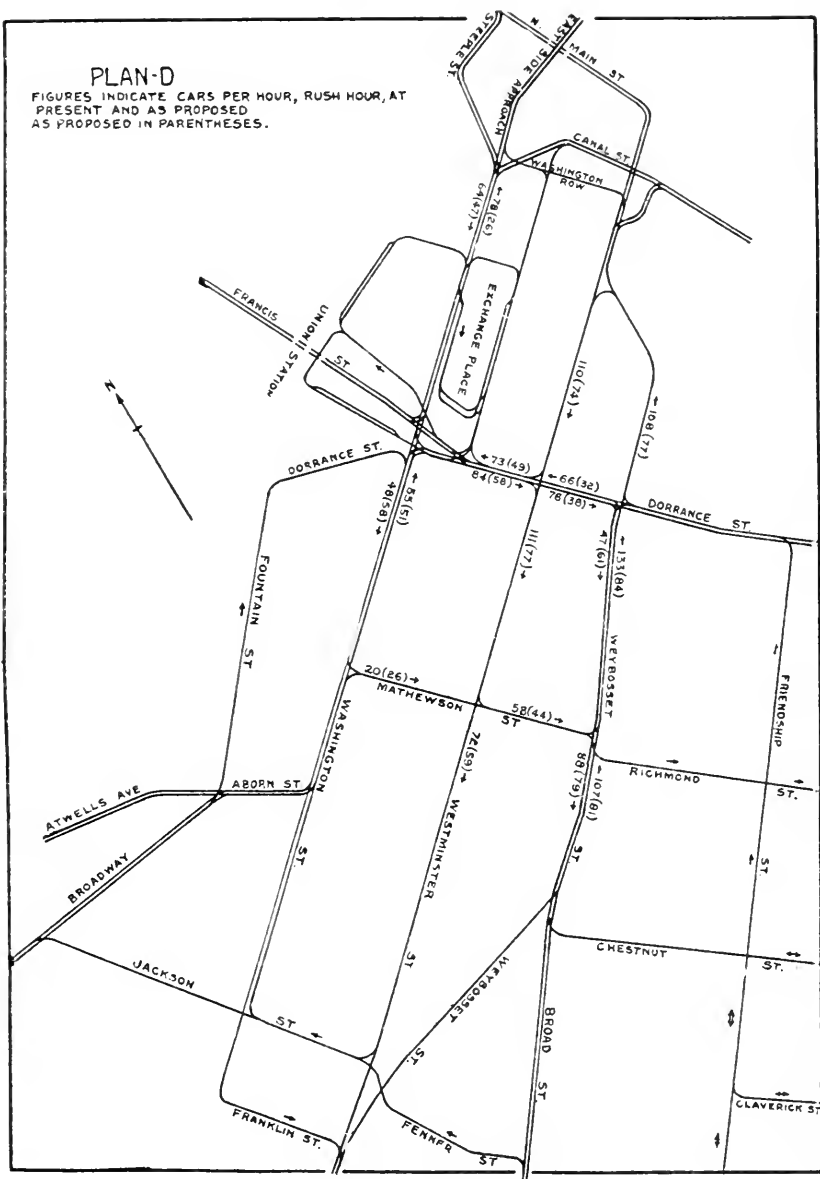 PLAN-D
FIGURES INDICATE CARS PER HOUR, RUSH HOUR, AT
PRESENT AND AS PROPOSED
AS PROPOSED IN PARENTHESES.
STEEPLE ST.
N. MAIN ST
EAST SIDE APPROACH
CANAL ST.
WASHINGTON
ROW
64(47)→
←78(26)
EXCHANGE PLACE
FRANCIS ST
UNION STATION
N
110(74)→
←108(77)
DORRANCE ST.
←73(49)
84(58)→
←66(32)
78(38)→
DORRANCE ST.
48(58)→
←55(51)
111(77)→
47(61)→
←133(84)
FOUNTAIN ST
WEYBOSSET ST.
FRIENDSHIP ST.
20(26)→
MATHEWSON ST
58(44)→
WASHINGTON ST.
72(59)→
WESTMINSTER ST
88(79)→
←107(81)
RICHMOND ST.
ATWELLS AVE
ABORN ST
BROADWAY
JACKSON ST
WEYBOSSET ST.
CHESTNUT ST.
BROAD ST.
FRANKLIN ST.
FENNER ST
CLAVERICK ST